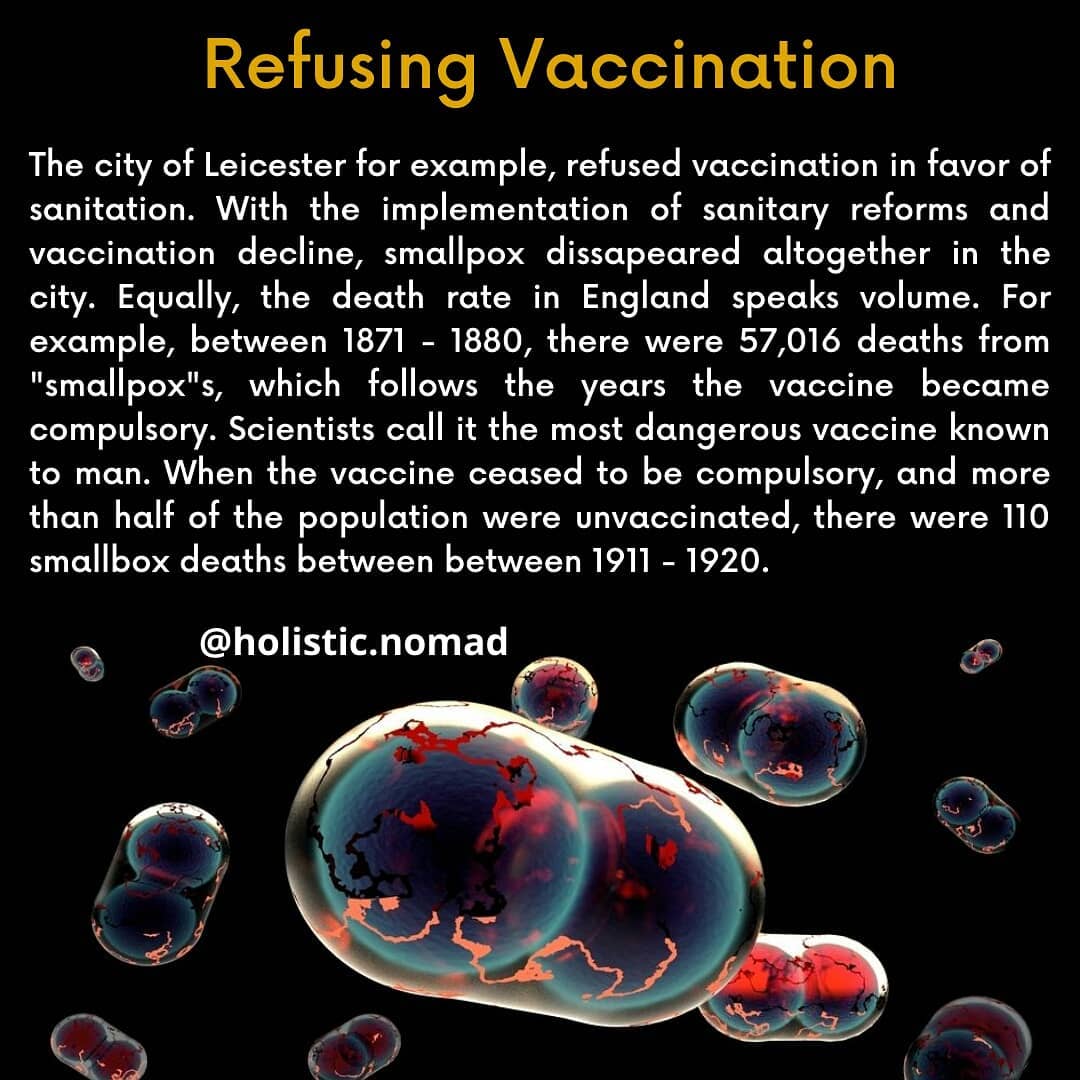 Refusing Vaccination
The city of Leicester for example, refused vaccination in favor of
sanitation. With the implementation of sanitary reforms and
vaccination decline, smallpox dissapeared altogether in the
city. Equally, the death rate in England speaks volume. For
example, between 1871 - 1880, there were 57,016 deaths from
"smallpox"s, which follows the years the vaccine became
compulsory. Scientists call it the most dangerous vaccine known
to man. When the vaccine ceased to be compulsory, and more
than half of the population were unvaccinated, there were 110
smallbox deaths between between 1911 - 1920.
@holistic.nomad